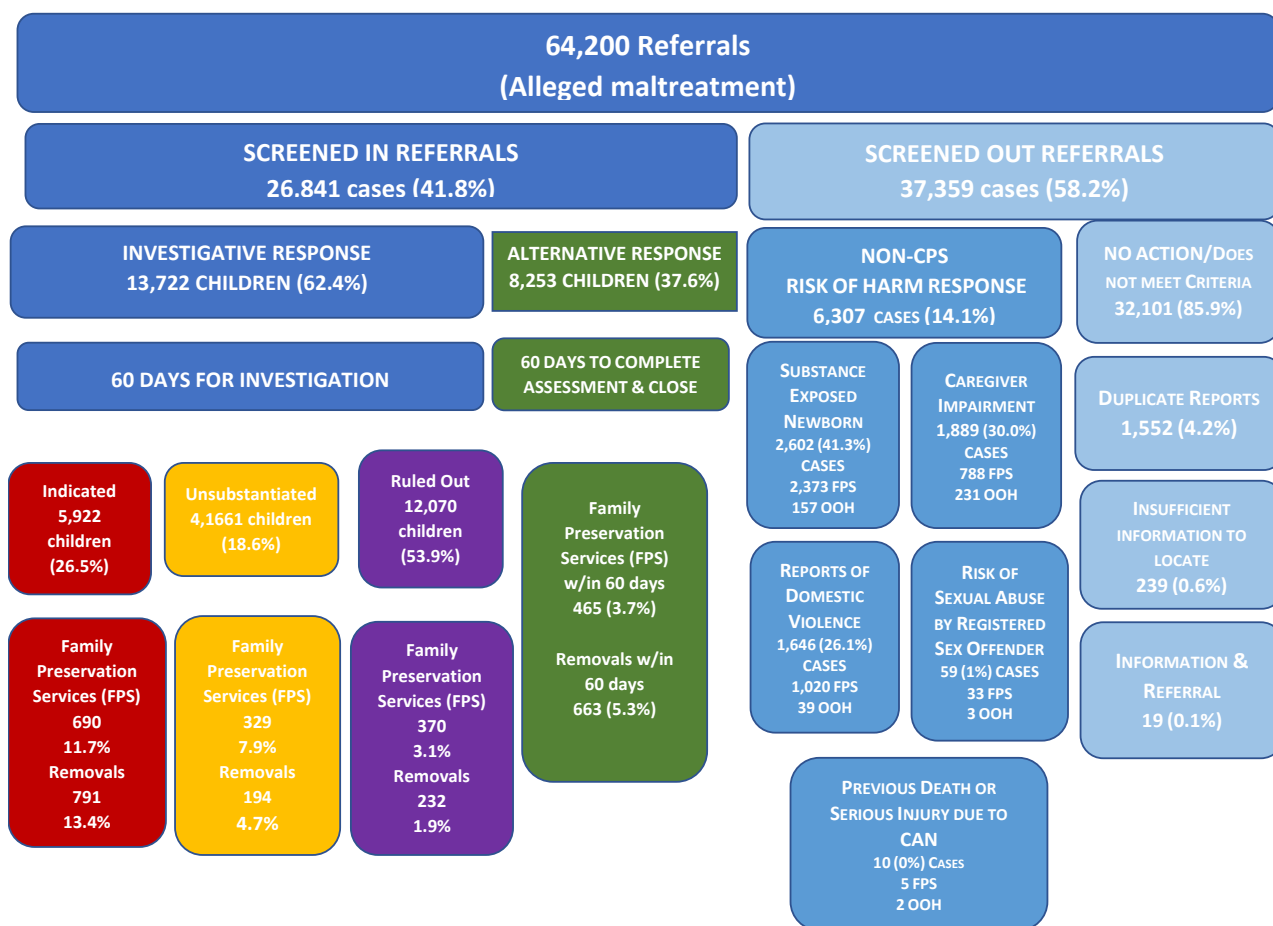 64,200 Referrals
(Alleged maltreatment)
SCREENED IN REFERRALS
26.841 cases (41.8%)
SCREENED OUT REFERRALS
37,359 cases (58.2%)
INVESTIGATIVE RESPONSE
13,722 CHILDREN (62.4%)
ALTERNATIVE RESPONSE
8,253 CHILDREN (37.6%)
NON-CPS
RISK OF HARM RESPONSE
6,307 CASES (14.1%)
NO ACTION/DOES
NOT MEET CRITERIA
32,101 (85.9%)
60 DAYS FOR INVESTIGATION
60 DAYS TO COMPLETE
ASSESSMENT & CLOSE
SUBSTANCE
EXPOSED
NEWBORN
2,602 (41.3%)
CASES
2,373 FPS
157 OOH
CAREGIVER
IMPAIRMENT
1,889 (30.0%)
CASES
788 FPS
231 OOH
DUPLICATE REPORTS
1,552 (4.2%)
Indicated
5,922
children
(26.5%)
Unsubstantiated
4,1661 children
(18.6%)
Ruled Out
12,070
children
(53.9%)
Family
Preservation
Services (FPS)
w/in 60 days
465 (3.7%)
Removals w/in
60 days
663 (5.3%)
INSUFFICIENT
INFORMATION TO
LOCATE
239 (0.6%)
REPORTS OF
DOMESTIC
VIOLENCE
1,646 (26.1%)
CASES
1,020 FPS
39 OOH
RISK OF
SEXUAL ABUSE
BY REGISTERED
SEX OFFENDER
59 (1%) CASES
33 FPS
3 OOH
INFORMATION &
REFERRAL
19 (0.1%)
Family
Preservation
Services (FPS)
690
11.7%
Removals
791
13.4%
Family
Preservation
Services (FPS)
329
7.9%
Removals
194
4.7%
Family
Preservation
Services (FPS)
370
3.1%
Removals
232
1.9%
PREVIOUS DEATH OR
SERIOUS INJURY DUE TO
CAN
10 (0%) CASES
5 FPS
2 OOH